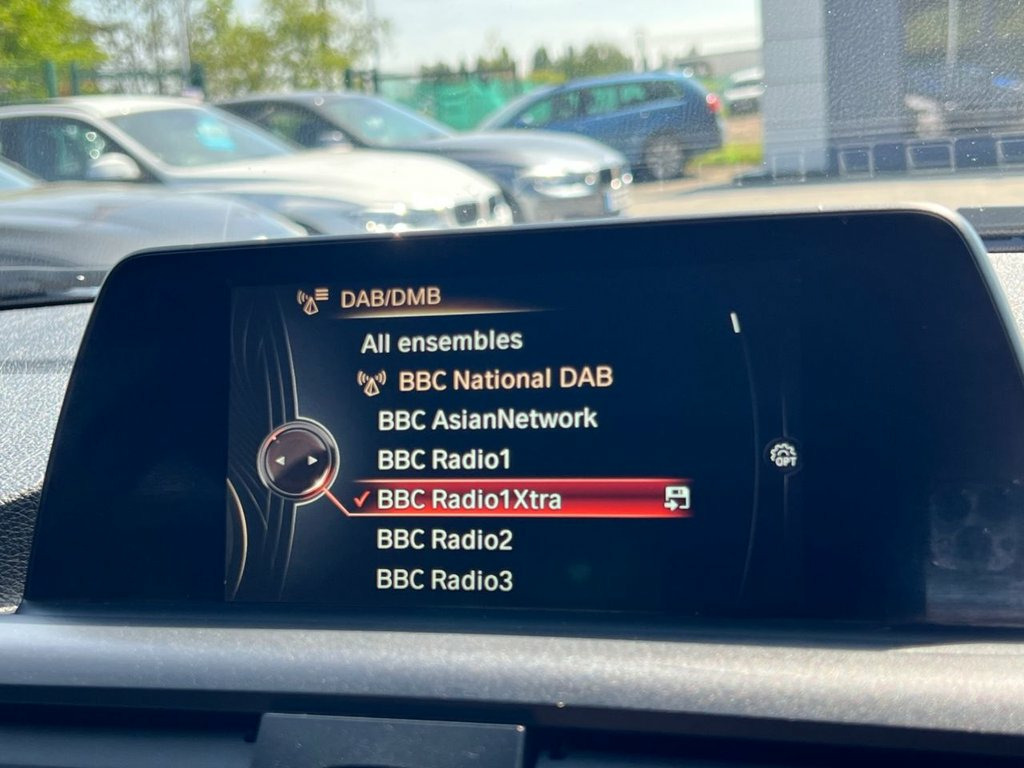 DAB/DMB
All ensembles
BBC National DAB
BBC AsianNetwork
BBC Radio1
BBC Radio1Xtra
BBC Radio2
BBC Radio3
OPT